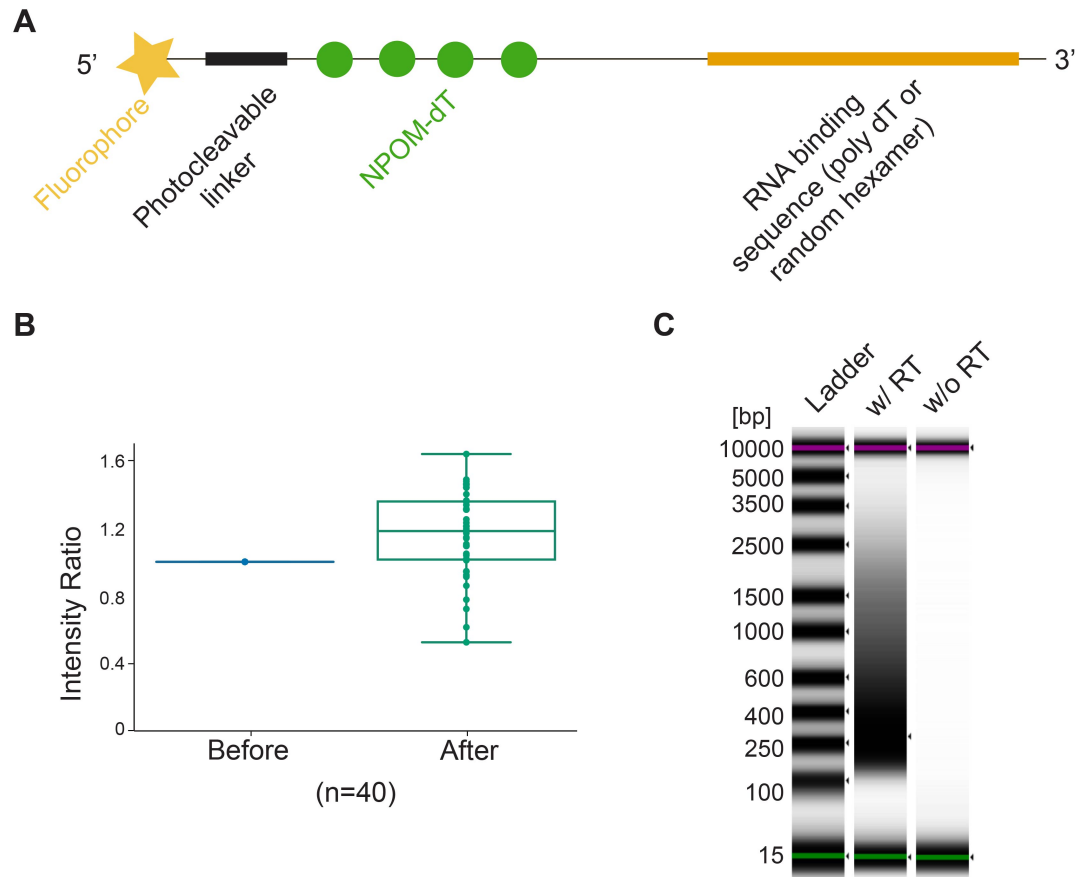 A
5’
3’
Fluorophore
Photocleavable
linker
NPOM-dT
RNA binding
sequence (poly dT or
random hexamer)
B
Intensity Ratio
1.6
1.2
0.8
0.4
0
Before
After
(n=40)
C
Ladder
w/ RT
w/o RT
[bp]
10000
5000
3500
2500
1500
1000
600
400
250
100
15